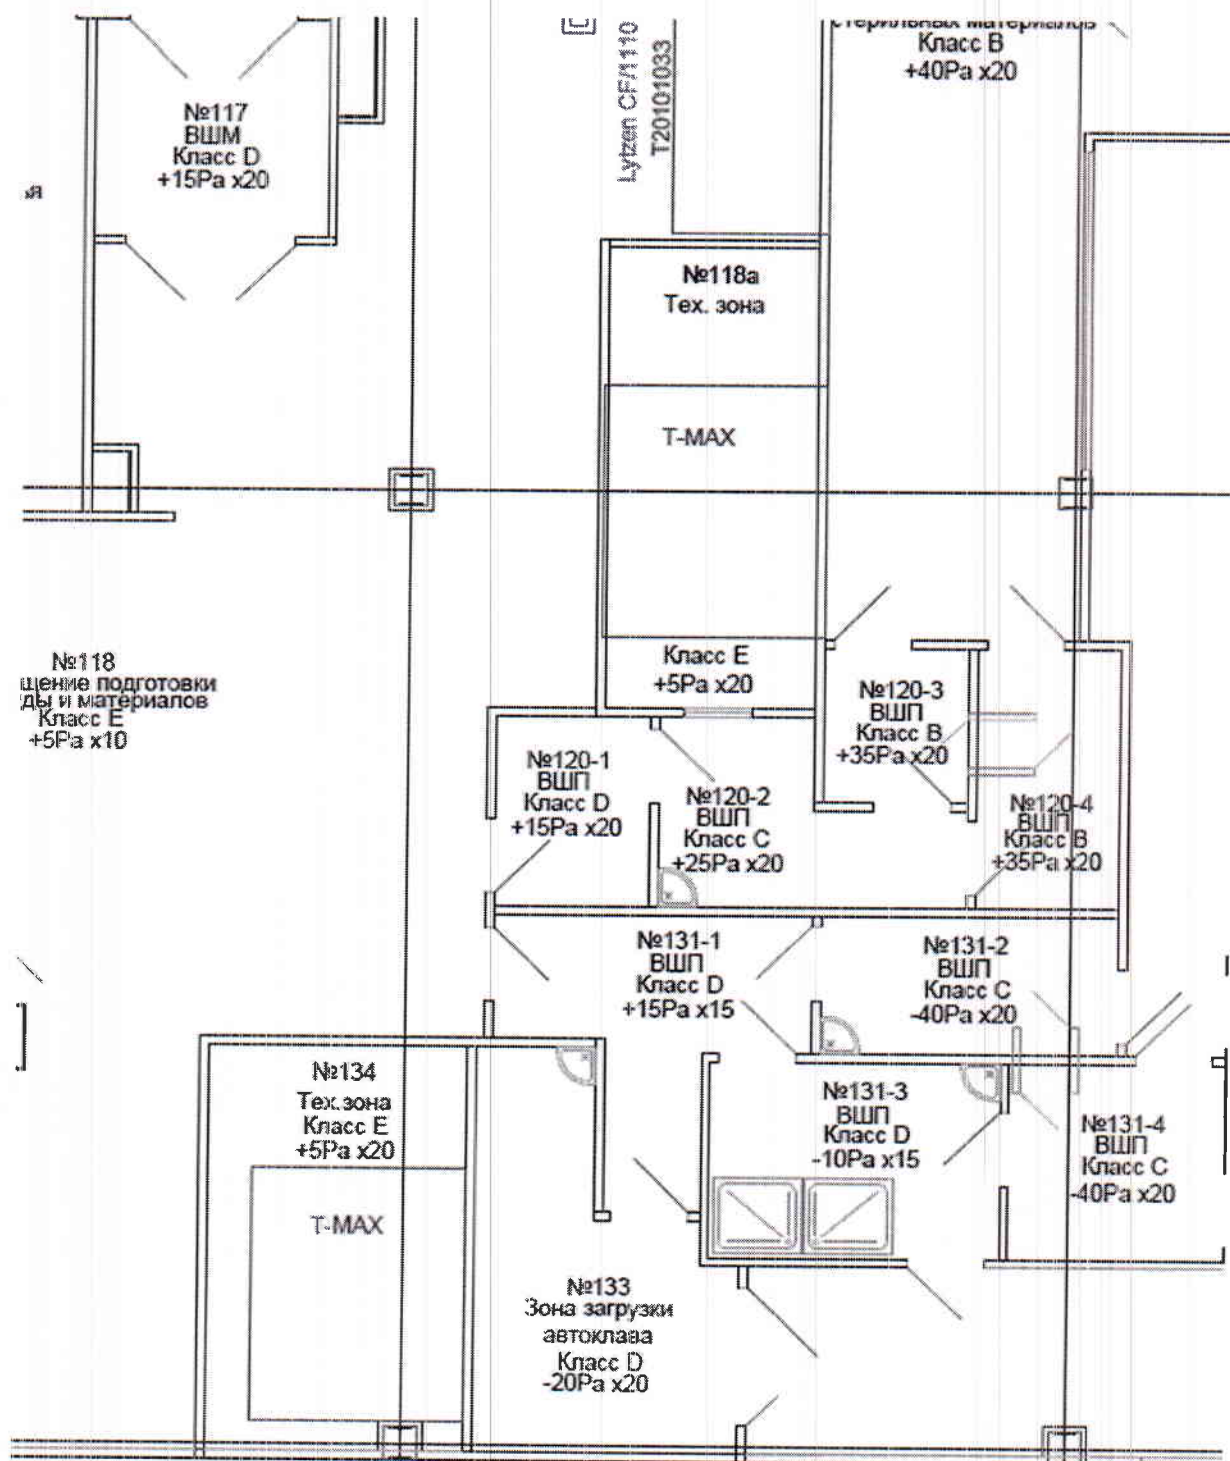 стерильных материалов
Класс B
+40Pa x20
Lytzen CF/1110
T20101033
№117
ВШМ
Класс D
+15Pa x20
№118a
Тех. зона
T-MAX
Класс E
+5Pa x20
№118
щение подготовки
ды и материалов
Класс E
+5Pa x10
№120-3
ВШП
Класс B
+35Pa x20
№120-1
ВШП
Класс D
+15Pa x20
№120-2
ВШП
Класс C
+25Pa x20
№120-4
ВШП
Класс B
+35Pa x20
№131-1
ВШП
Класс D
+15Pa x15
№131-2
ВШП
Класс C
-40Pa x20
№134
Тех.зона
Класс E
+5Pa x20
T-MAX
№131-3
ВШП
Класс D
-10Pa x15
№131-4
ВШП
Класс C
-40Pa x20
№133
Зона загрузки
автоклава
Класс D
-20Pa x20